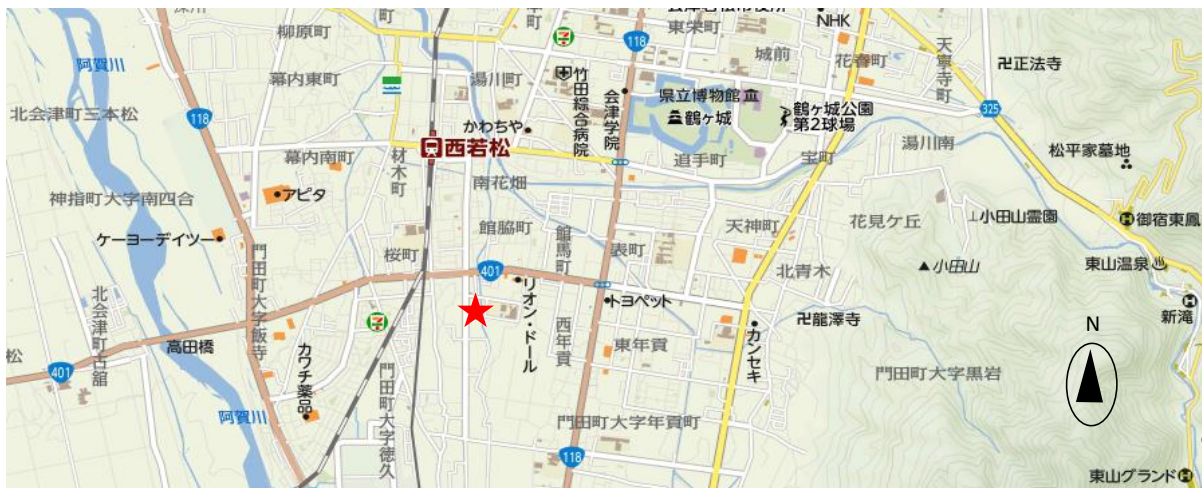 柳原町
東栄町
NHK
118
城前
花春町
天寧寺町
卍正法寺
阿賀川
幕内東町
湯川町
竹田綜合病院
会津学院
県立博物館
鶴ヶ城
鶴ヶ城公園
第2球場
325
北会津町三本松
118
かわちや
湯川南
幕内南町
材木町
西若松
追手町
宝町
松平家墓地
神指町大字南四合
アピタ
南花畑
天神町
花見ケ丘
小田山霊園
御宿東鳳
ケーヨーデイツー
館脇町
館馬町
表町
桜町
北青木
小田山
東山温泉
門田町大字飯寺
401
リオン・ドール
トヨペット
新滝
北会津町古舘
西年貢
卍龍澤寺
N
松
高田橋
東年貢
カンセキ
401
カワチ薬品
門田町大字徳久
門田町大字黒岩
阿賀川
門田町大字年貢町
118
東山グランド